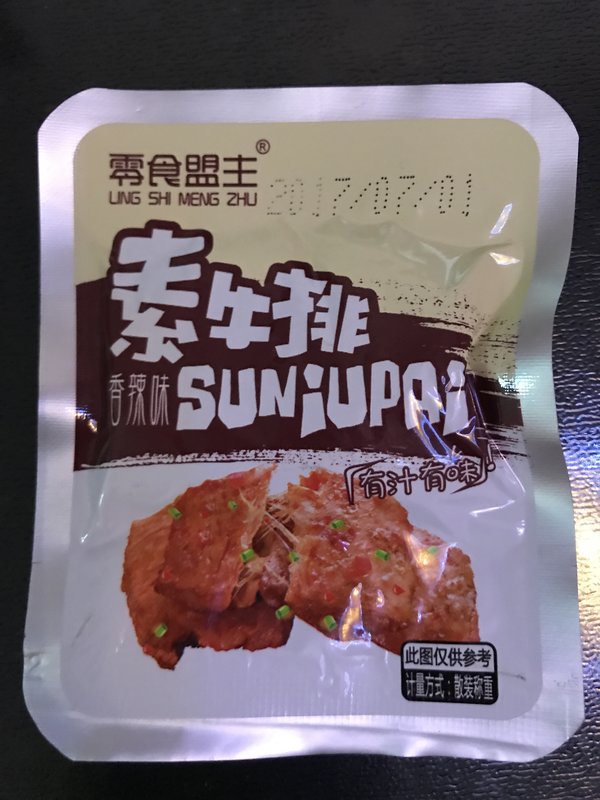 零食盟主®
LING SHI MENG ZHU
2017/07/01
素牛排
香辣味
SUNiUPAi
有汁有味!
此图仅供参考
计量方式:散装称重